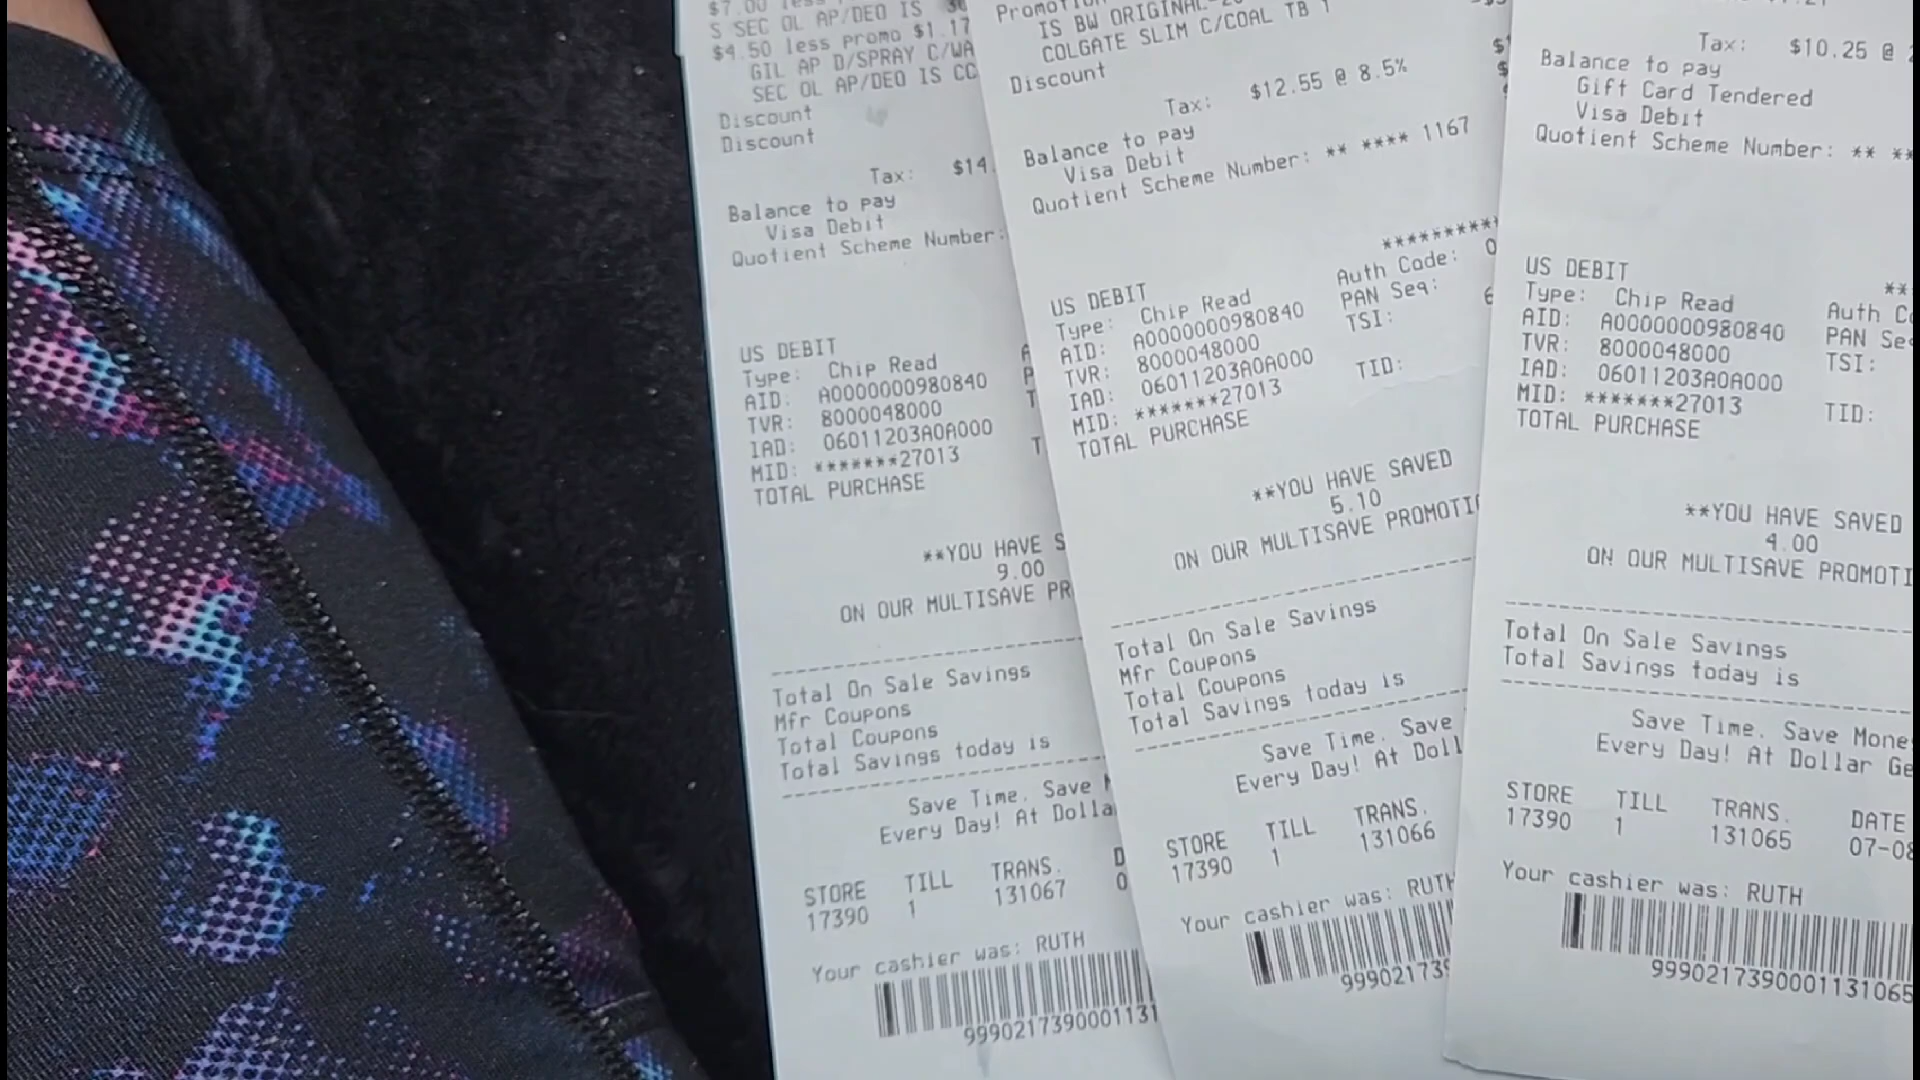 $7.00 less
S SEC OL AP/DEO IS
$4.50 less promo $1.17
GIL AP D/SPRAY C/WA
SEC OL AP/DEO IS CC
Discount
Discount
Tax: $14.
Balance to pay
Visa Debit
Quotient Scheme Number:
US DEBIT
Type: Chip Read
AID: A0000000980840
TVR: 8000048000
IAD: 06011203A0A000
MID: *******27013
TOTAL PURCHASE
**YOU HAVE S
9.00
ON OUR MULTISAVE PR
Total On Sale Savings
Mfr Coupons
Total Coupons
Total Savings today is
Save Time. Save M
Every Day! At Dolla
STORE TILL TRANS. D
17390 1 131067 0
Your cashier was: RUTH
9990217390001131
Promotion
IS BW ORIGINAL
COLGATE SLIM C/COAL TB 1
Discount
Tax: $12.55 @ 8.5%
Balance to pay
Visa Debit
Quotient Scheme Number: ** **** 1167
*********
US DEBIT Auth Code: 0
Type: Chip Read PAN Seq: 6
AID: A0000000980840 TSI:
TVR: 8000048000
IAD: 06011203A0A000 TID:
MID: *******27013
TOTAL PURCHASE
**YOU HAVE SAVED
5.10
ON OUR MULTISAVE PROMOTI
Total On Sale Savings
Mfr Coupons
Total Coupons
Total Savings today is
Save Time. Save
Every Day! At Doll
STORE TILL TRANS.
17390 1 131066
Your cashier was: RUTH
999021739
Tax: $10.25 @
Balance to pay
Gift Card Tendered
Visa Debit
Quotient Scheme Number: ** **
**
US DEBIT
Type: Chip Read Auth Co
AID: A0000000980840 PAN Seq
TVR: 8000048000 TSI:
IAD: 06011203A0A000
MID: *******27013 TID:
TOTAL PURCHASE
**YOU HAVE SAVED
4.00
ON OUR MULTISAVE PROMOTI
Total On Sale Savings
Total Savings today is
Save Time. Save Mone
Every Day! At Dollar Ge
STORE TILL TRANS. DATE
17390 1 131065 07-08
Your cashier was: RUTH
9990217390001131065